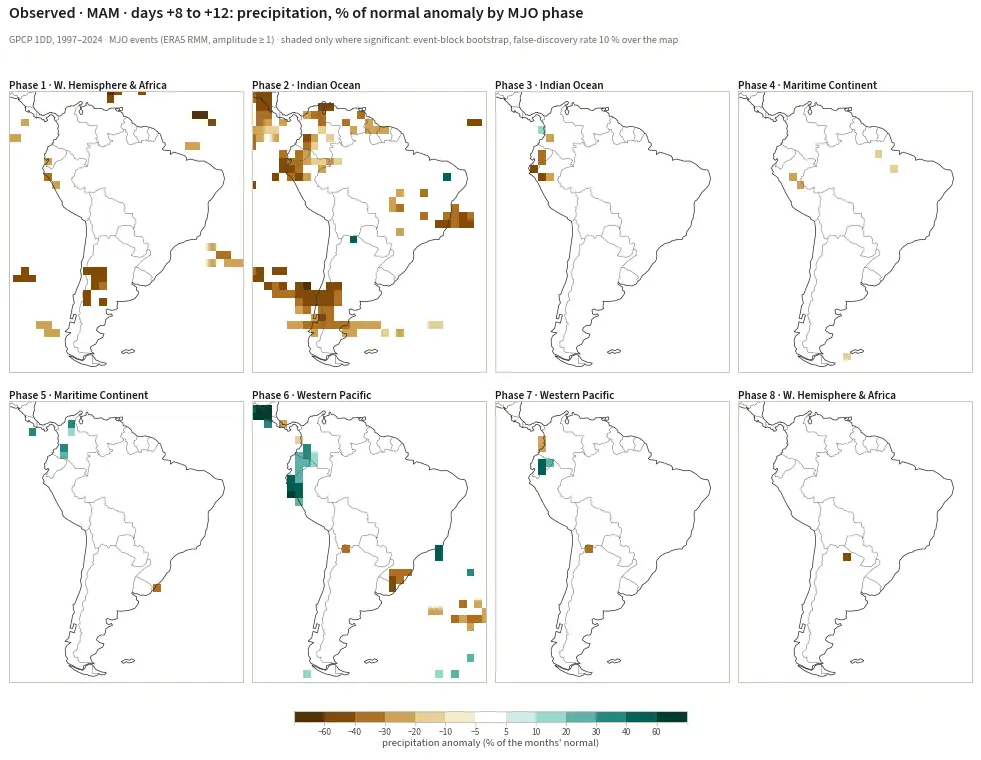 Observed · MAM · days +8 to +12: precipitation, % of normal anomaly by MJO phase
GPCP 1DD, 1997–2024 · MJO events (ERA5 RMM, amplitude ≥ 1) · shaded only where significant: event-block bootstrap, false-discovery rate 10 % over the map
Phase 1 · W. Hemisphere & Africa
Phase 2 · Indian Ocean
Phase 3 · Indian Ocean
Phase 4 · Maritime Continent
Phase 5 · Maritime Continent
Phase 6 · Western Pacific
Phase 7 · Western Pacific
Phase 8 · W. Hemisphere & Africa
−60 −40 −30 −20 −10 −5 5 10 20 30 40 60
precipitation anomaly (% of the months' normal)